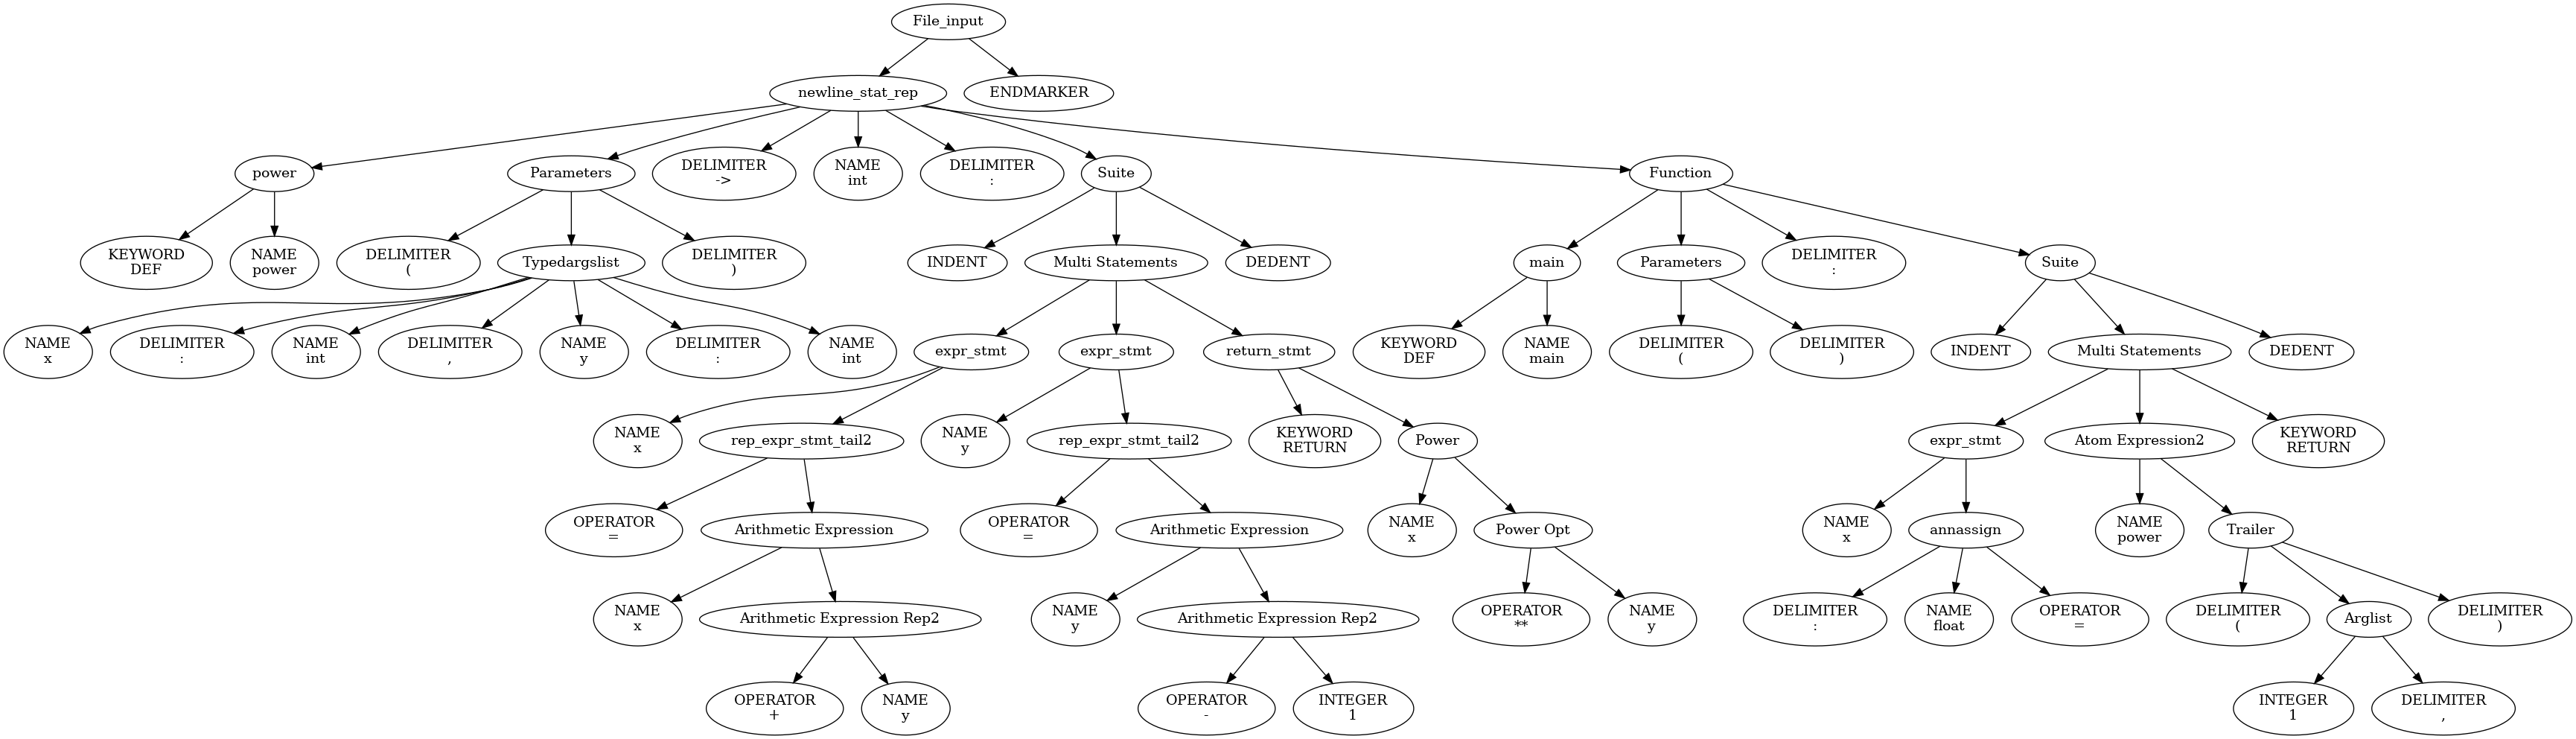 File_input
newline_stat_rep
ENDMARKER
power
Parameters
DELIMITER
->
NAME
int
DELIMITER
:
Suite
Function
KEYWORD
DEF
NAME
power
DELIMITER
(
Typedargslist
DELIMITER
)
INDENT
Multi Statements
DEDENT
main
Parameters
DELIMITER
:
Suite
NAME
x
DELIMITER
:
NAME
int
DELIMITER
,
NAME
y
DELIMITER
:
NAME
int
expr_stmt
expr_stmt
return_stmt
KEYWORD
DEF
NAME
main
DELIMITER
(
DELIMITER
)
INDENT
Multi Statements
DEDENT
NAME
x
rep_expr_stmt_tail2
NAME
y
rep_expr_stmt_tail2
KEYWORD
RETURN
Power
expr_stmt
Atom Expression2
KEYWORD
RETURN
OPERATOR
=
Arithmetic Expression
OPERATOR
=
Arithmetic Expression
NAME
x
Power Opt
NAME
x
annassign
NAME
power
Trailer
NAME
x
Arithmetic Expression Rep2
NAME
y
Arithmetic Expression Rep2
OPERATOR
**
NAME
y
DELIMITER
:
NAME
float
OPERATOR
=
DELIMITER
(
Arglist
DELIMITER
)
OPERATOR
+
NAME
y
OPERATOR
-
INTEGER
1
INTEGER
1
DELIMITER
,